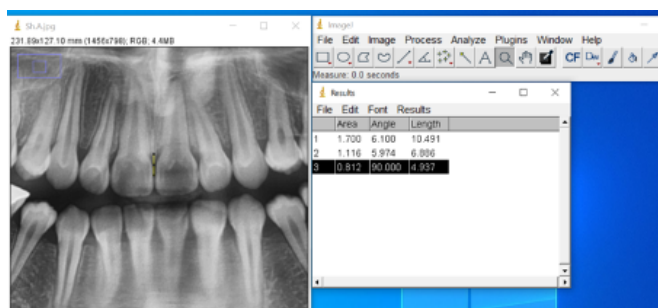 Sh.A.jpg
231.89x127.10 mm (1456x798); RGB; 4.4MB
ImageJ
File Edit Image Process Analyze Plugins Window Help
A CF Dev
Measure: 0.0 seconds
Results
File Edit Font Results
Area Angle Length
1 1.700 6.100 10.491
2 1.116 5.974 6.886
3 0.812 90.000 4.937